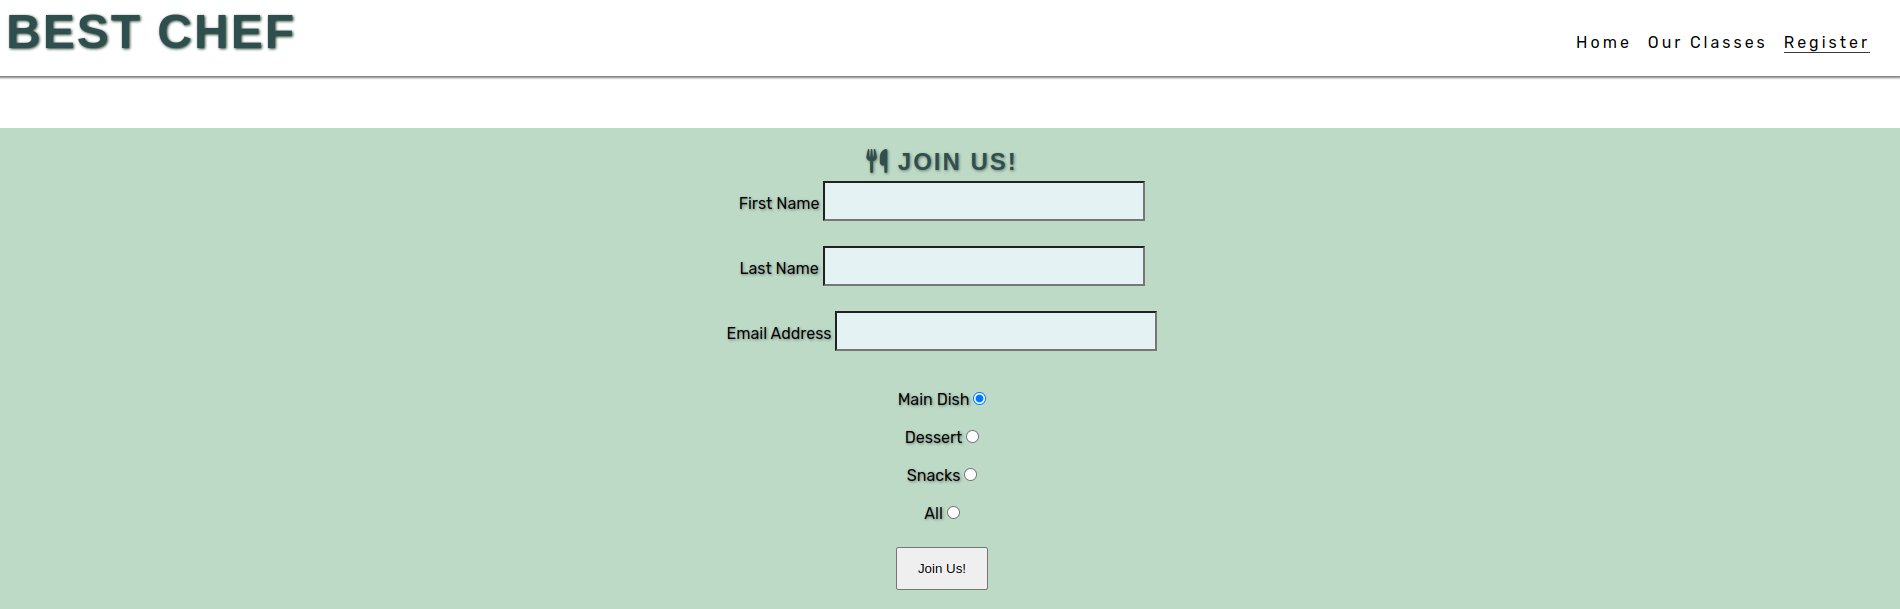 BEST CHEF
Home Our Classes Register
JOIN US!
First Name
Last Name
Email Address
Main Dish
Dessert
Snacks
All
Join Us!